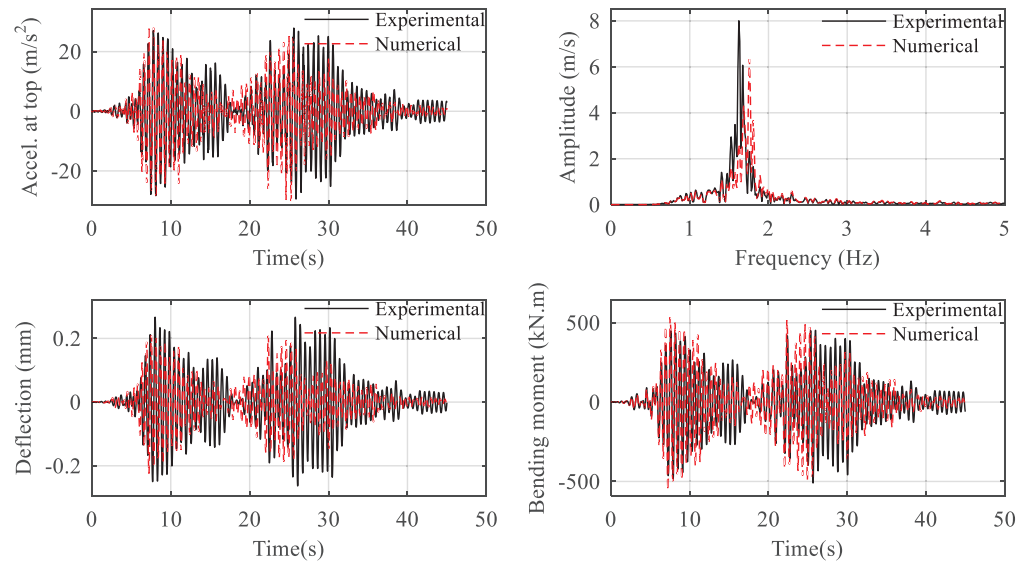 Accel. at top (m/s²)
20
0
-20
0
10
20
30
40
50
Time(s)
Experimental
Numerical
Amplitude (m/s)
8
6
4
2
0
1
2
3
4
5
Frequency (Hz)
Experimental
Numerical
Deflection (mm)
0.2
0
-0.2
0
10
20
30
40
50
Time(s)
Experimental
Numerical
Bending moment (kN.m)
500
0
-500
0
10
20
30
40
50
Time(s)
Experimental
Numerical